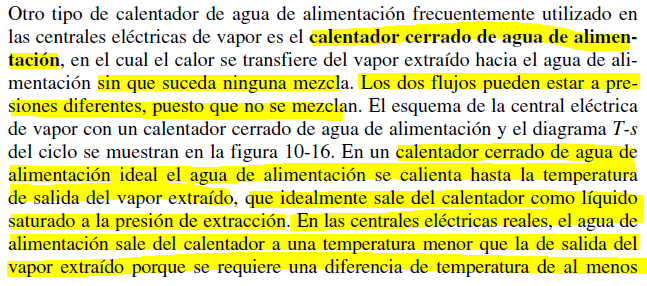 Otro tipo de calentador de agua de alimentación frecuentemente utilizado en
las centrales eléctricas de vapor es el calentador cerrado de agua de alimen-
tación, en el cual el calor se transfiere del vapor extraído hacia el agua de ali-
mentación sin que suceda ninguna mezcla. Los dos flujos pueden estar a pre-
siones diferentes, puesto que no se mezclan. El esquema de la central eléctrica
de vapor con un calentador cerrado de agua de alimentación y el diagrama T-s
del ciclo se muestran en la figura 10-16. En un calentador cerrado de agua de
alimentación ideal el agua de alimentación se calienta hasta la temperatura
de salida del vapor extraído, que idealmente sale del calentador como líquido
saturado a la presión de extracción. En las centrales eléctricas reales, el agua de
alimentación sale del calentador a una temperatura menor que la de salida del
vapor extraído porque se requiere una diferencia de temperatura de al menos